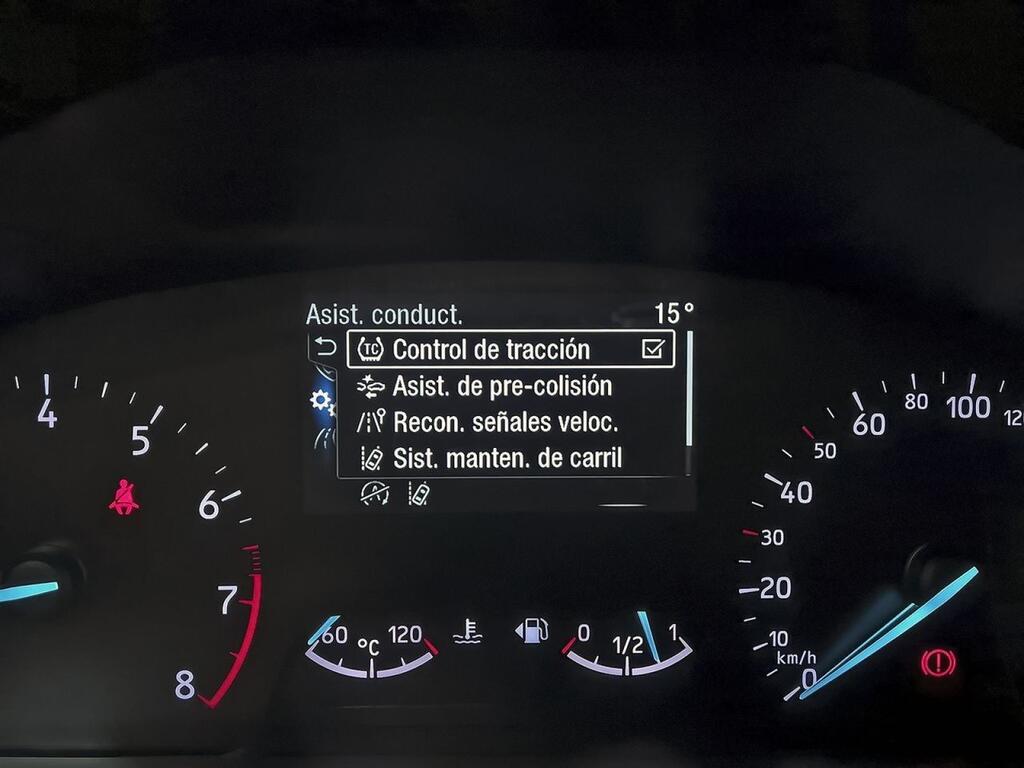 Asist. conduct. 15°
TC Control de tracción
Asist. de pre-colisión
Recon. señales veloc.
Sist. manten. de carril
A
4
5
6
7
8
60 °C 120
0 1/2 1
0
10
20
30
40
50
60
80
100
12
km/h